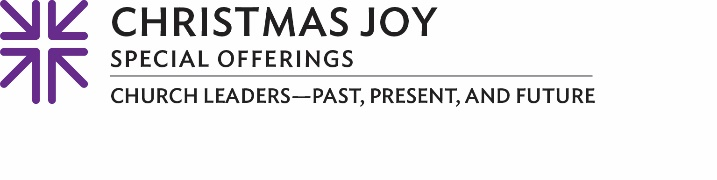 CHRISTMAS JOY
SPECIAL OFFERINGS
CHURCH LEADERS—PAST, PRESENT, AND FUTURE